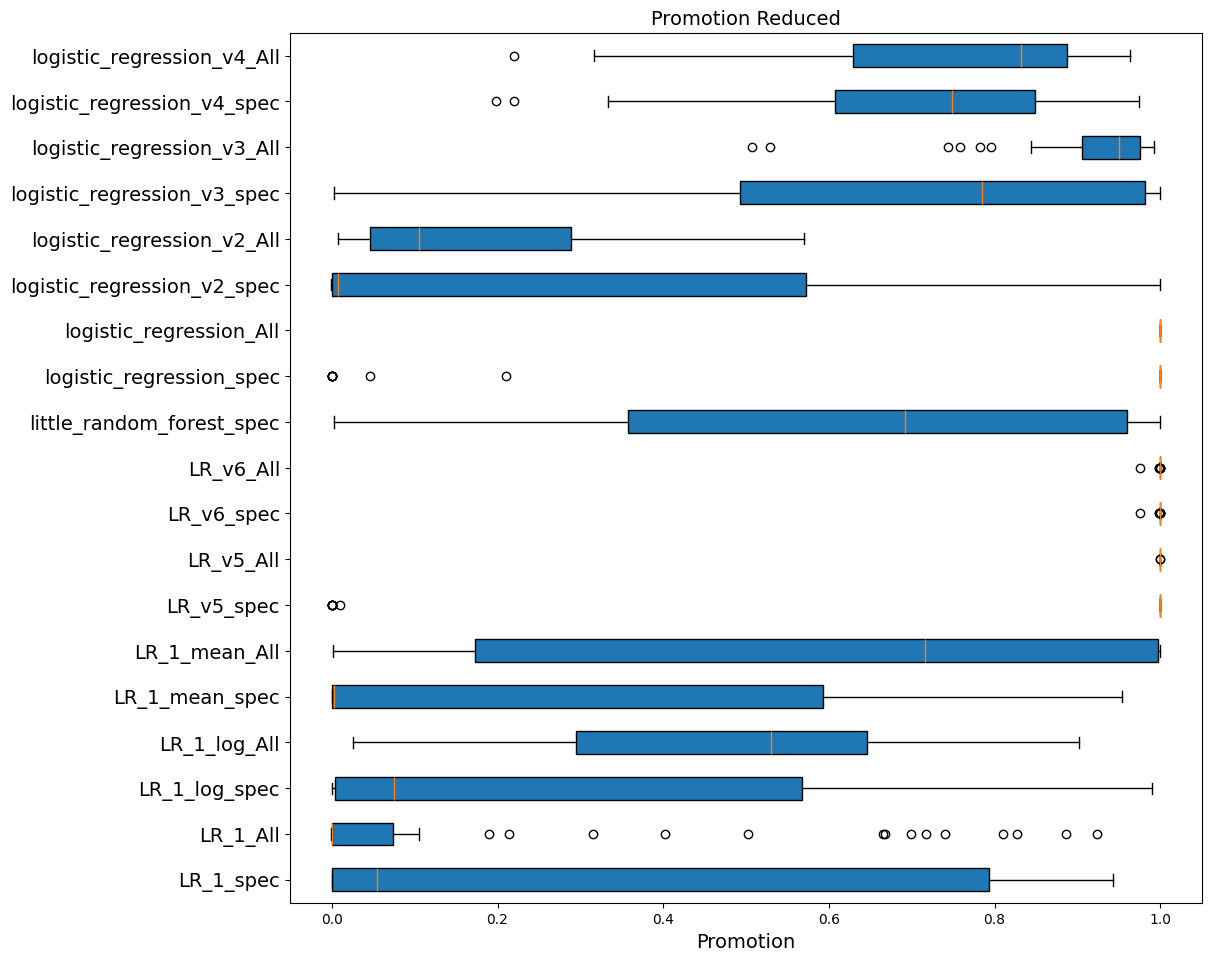 Promotion Reduced
logistic_regression_v4_All
logistic_regression_v4_spec
logistic_regression_v3_All
logistic_regression_v3_spec
logistic_regression_v2_All
logistic_regression_v2_spec
logistic_regression_All
logistic_regression_spec
little_random_forest_spec
LR_v6_All
LR_v6_spec
LR_v5_All
LR_v5_spec
LR_1_mean_All
LR_1_mean_spec
LR_1_log_All
LR_1_log_spec
LR_1_All
LR_1_spec
0.0 0.2 0.4 0.6 0.8 1.0
Promotion